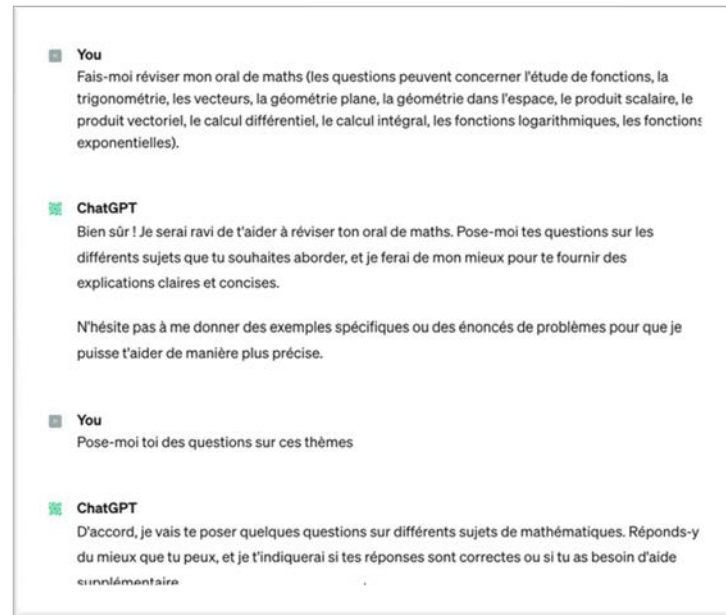 You
Fais-moi réviser mon oral de maths (les questions peuvent concerner l'étude de fonctions, la
trigonométrie, les vecteurs, la géométrie plane, la géométrie dans l'espace, le produit scalaire, le
produit vectoriel, le calcul différentiel, le calcul intégral, les fonctions logarithmiques, les fonctions
exponentielles).
ChatGPT
Bien sûr ! Je serai ravi de t'aider à réviser ton oral de maths. Pose-moi tes questions sur les
différents sujets que tu souhaites aborder, et je ferai de mon mieux pour te fournir des
explications claires et concises.
N'hésite pas à me donner des exemples spécifiques ou des énoncés de problèmes pour que je
puisse t'aider de manière plus précise.
You
Pose-moi toi des questions sur ces thèmes
ChatGPT
D'accord, je vais te poser quelques questions sur différents sujets de mathématiques. Réponds-y
du mieux que tu peux, et je t'indiquerai si tes réponses sont correctes ou si tu as besoin d'aide
supplémentaire.